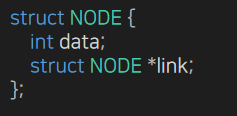 struct NODE {
int data;
struct NODE *link;
};